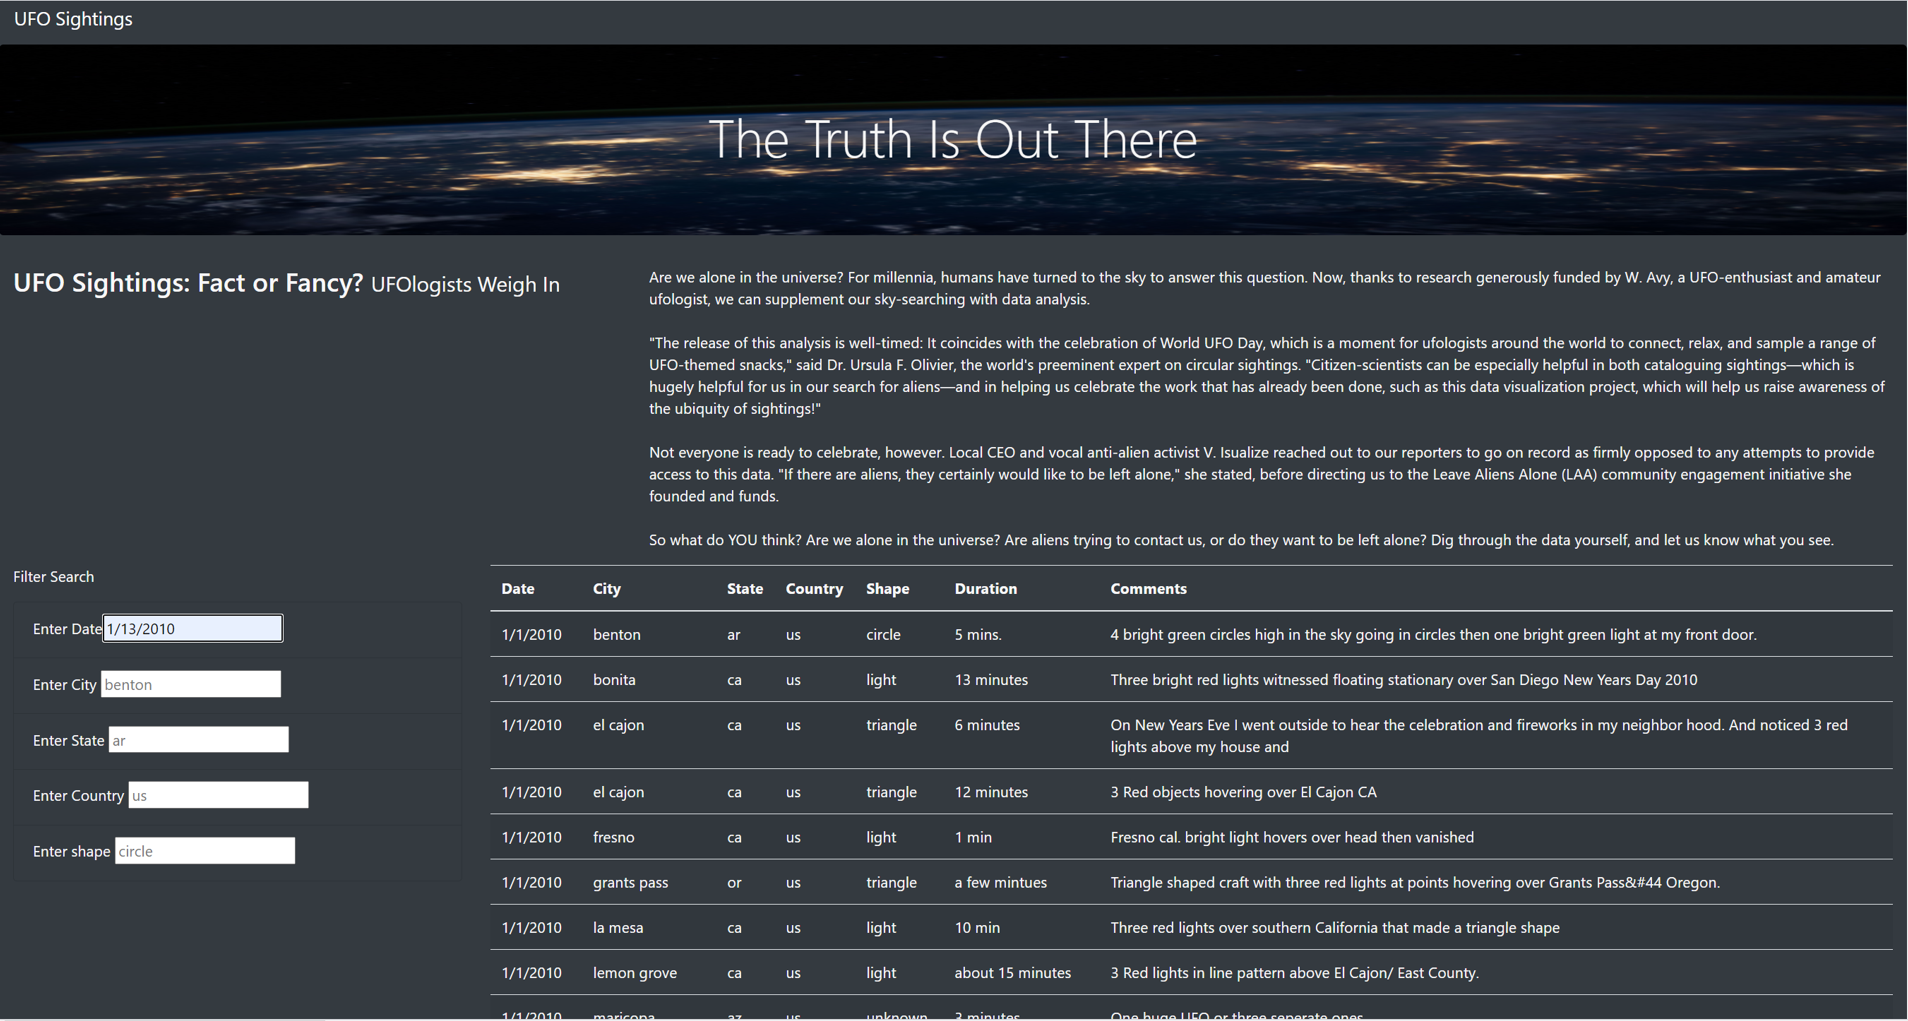 UFO Sightings
The Truth Is Out There
UFO Sightings: Fact or Fancy? UFOlogists Weigh In
Are we alone in the universe? For millennia, humans have turned to the sky to answer this question. Now, thanks to research generously funded by W. Avy, a UFO-enthusiast and amateur
ufologist, we can supplement our sky-searching with data analysis.
"The release of this analysis is well-timed: It coincides with the celebration of World UFO Day, which is a moment for ufologists around the world to connect, relax, and sample a range of
UFO-themed snacks," said Dr. Ursula F. Olivier, the world's preeminent expert on circular sightings. "Citizen-scientists can be especially helpful in both cataloguing sightings—which is
hugely helpful for us in our search for aliens—and in helping us celebrate the work that has already been done, such as this data visualization project, which will help us raise awareness of
the ubiquity of sightings!"
Not everyone is ready to celebrate, however. Local CEO and vocal anti-alien activist V. Isualize reached out to our reporters to go on record as firmly opposed to any attempts to provide
access to this data. "If there are aliens, they certainly would like to be left alone," she stated, before directing us to the Leave Aliens Alone (LAA) community engagement initiative she
founded and funds.
So what do YOU think? Are we alone in the universe? Are aliens trying to contact us, or do they want to be left alone? Dig through the data yourself, and let us know what you see.
Filter Search
Enter Date 1/13/2010
Enter City benton
Enter State ar
Enter Country us
Enter shape circle
Date City State Country Shape Duration Comments
1/1/2010 benton ar us circle 5 mins. 4 bright green circles high in the sky going in circles then one bright green light at my front door.
1/1/2010 bonita ca us light 13 minutes Three bright red lights witnessed floating stationary over San Diego New Years Day 2010
1/1/2010 el cajon ca us triangle 6 minutes On New Years Eve I went outside to hear the celebration and fireworks in my neighbor hood. And noticed 3 red
lights above my house and
1/1/2010 el cajon ca us triangle 12 minutes 3 Red objects hovering over El Cajon CA
1/1/2010 fresno ca us light 1 min Fresno cal. bright light hovers over head then vanished
1/1/2010 grants pass or us triangle a few mintues Triangle shaped craft with three red lights at points hovering over Grants Pass&#44 Oregon.
1/1/2010 la mesa ca us light 10 min Three red lights over southern California that made a triangle shape
1/1/2010 lemon grove ca us light about 15 minutes 3 Red lights in line pattern above El Cajon/ East County.
1/1/2010 maricopa az us unknown 3 minutes One huge UFO or three seperate ones